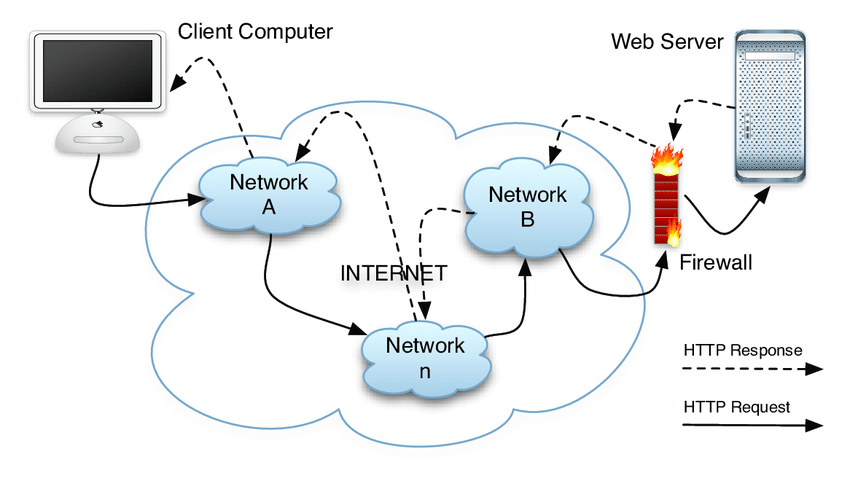 Client Computer
Web Server
Network
A
Network
B
INTERNET
Firewall
Network
n
HTTP Response
HTTP Request